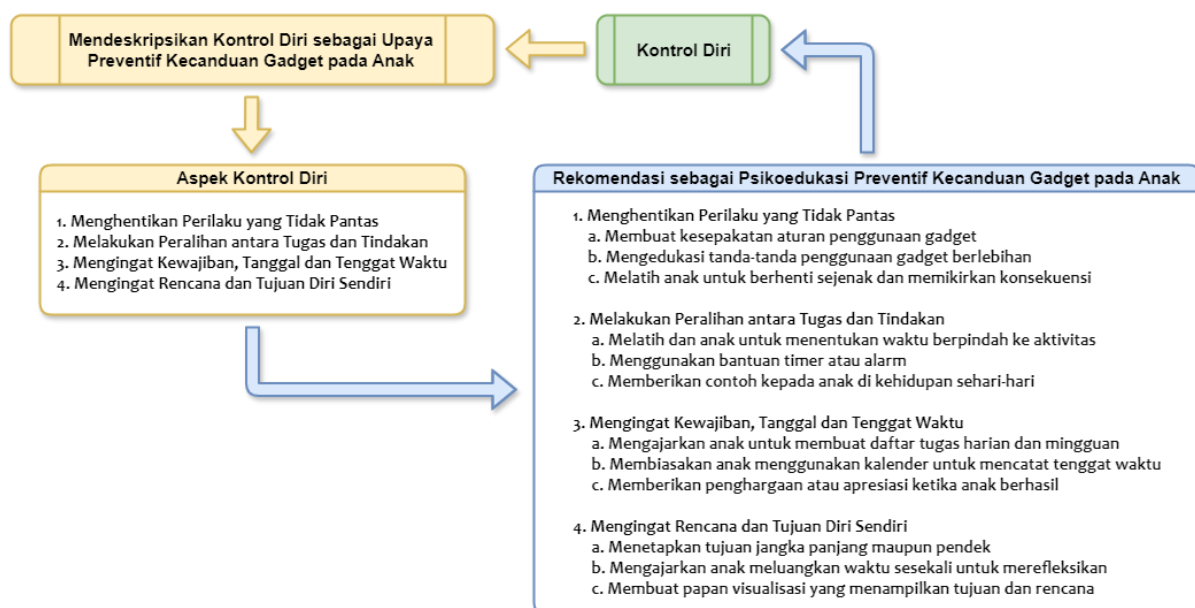 Mendeskripsikan Kontrol Diri sebagai Upaya
Preventif Kecanduan Gadget pada Anak
Kontrol Diri
Aspek Kontrol Diri
1. Menghentikan Perilaku yang Tidak Pantas
2. Melakukan Peralihan antara Tugas dan Tindakan
3. Mengingat Kewajiban, Tanggal dan Tenggat Waktu
4. Mengingat Rencana dan Tujuan Diri Sendiri
Rekomendasi sebagai Psikoedukasi Preventif Kecanduan Gadget pada Anak
1. Menghentikan Perilaku yang Tidak Pantas
a. Membuat kesepakatan aturan penggunaan gadget
b. Mengedukasi tanda-tanda penggunaan gadget berlebihan
c. Melatih anak untuk berhenti sejenak dan memikirkan konsekuensi
2. Melakukan Peralihan antara Tugas dan Tindakan
a. Melatih dan anak untuk menentukan waktu berpindah ke aktivitas
b. Menggunakan bantuan timer atau alarm
c. Memberikan contoh kepada anak di kehidupan sehari-hari
3. Mengingat Kewajiban, Tanggal dan Tenggat Waktu
a. Mengajarkan anak untuk membuat daftar tugas harian dan mingguan
b. Membiasakan anak menggunakan kalender untuk mencatat tenggat waktu
c. Memberikan penghargaan atau apresiasi ketika anak berhasil
4. Mengingat Rencana dan Tujuan Diri Sendiri
a. Menetapkan tujuan jangka panjang maupun pendek
b. Mengajarkan anak meluangkan waktu sesekali untuk merefleksikan
c. Membuat papan visualisasi yang menampilkan tujuan dan rencana